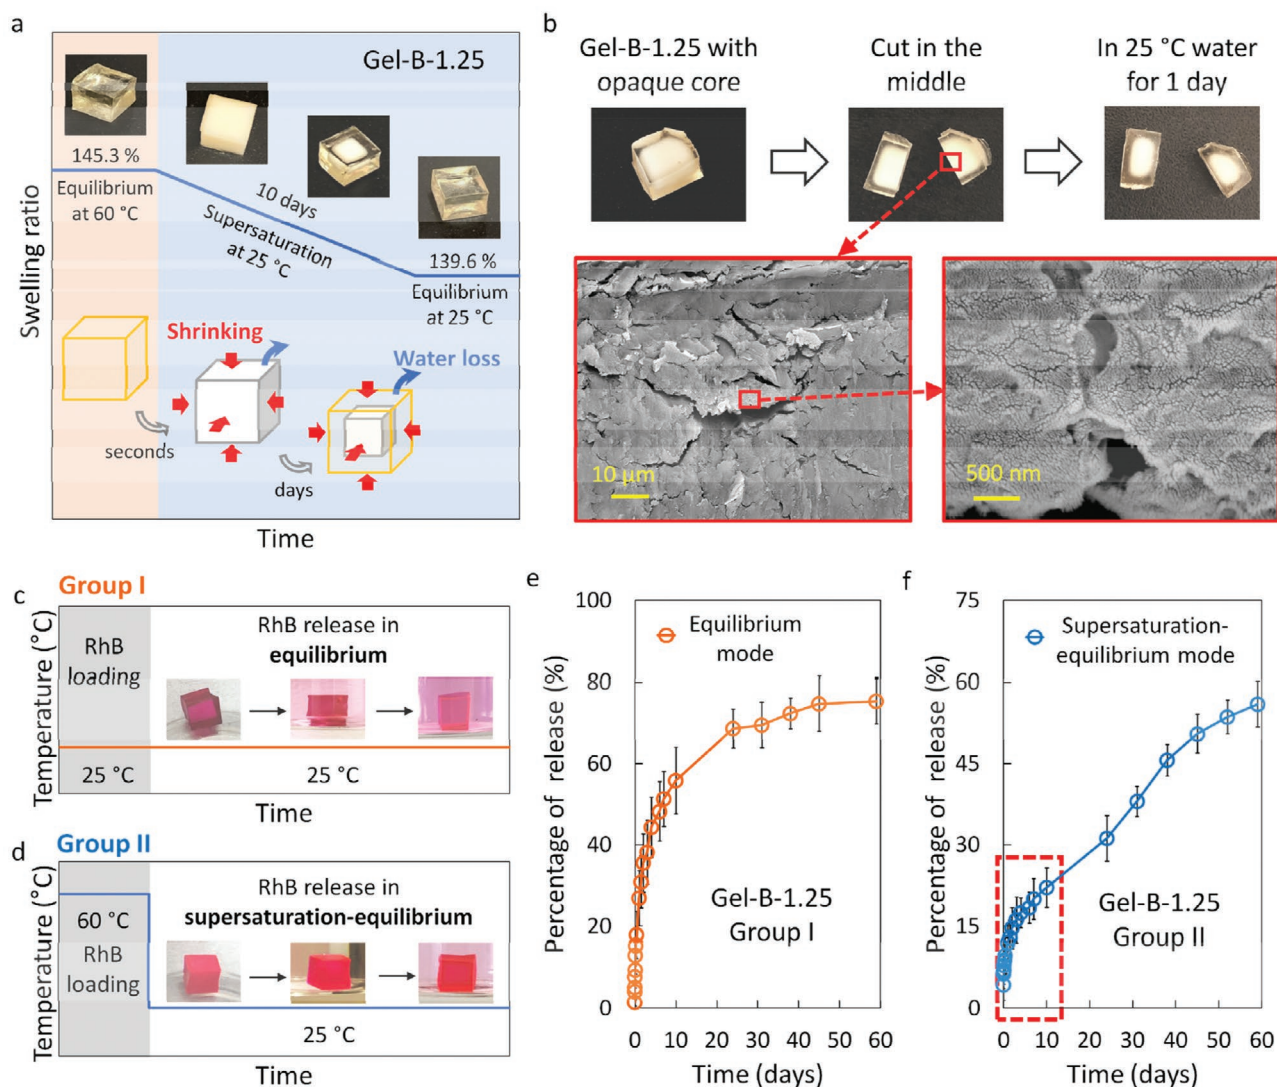 a
Gel-B-1.25
145.3 %
Equilibrium
at 60 °C
10 days
Supersaturation
at 25 °C
139.6 %
Equilibrium
at 25 °C
Shrinking
Water loss
seconds
days
Swelling ratio
Time
b
Gel-B-1.25 with
opaque core
Cut in the
middle
In 25 °C water
for 1 day
10 μm
500 nm
c
Group I
Temperature (°C)
RhB
loading
RhB release in
equilibrium
25 °C
25 °C
Time
d
Group II
Temperature (°C)
60 °C
RhB
loading
RhB release in
supersaturation-equilibrium
25 °C
Time
e
Percentage of release (%)
100
80
60
40
20
0
Equilibrium
mode
Gel-B-1.25
Group I
0 10 20 30 40 50 60
Time (days)
f
Percentage of release (%)
75
60
45
30
15
0
Supersaturation-
equilibrium mode
Gel-B-1.25
Group II
0 10 20 30 40 50 60
Time (days)